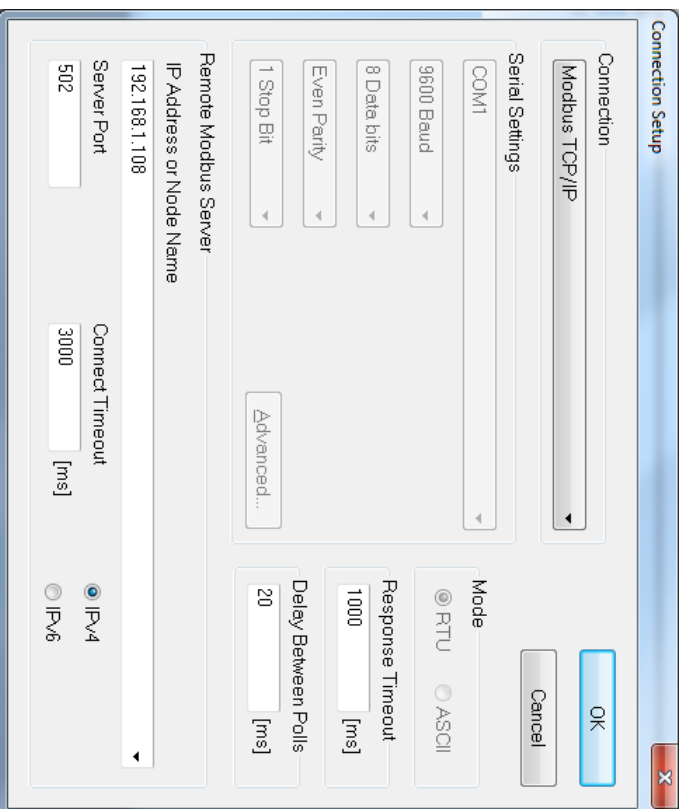 Connection Setup
X
Connection
Modbus TCP/IP
OK
Cancel
Serial Settings
COM1
9600 Baud
8 Data bits
Even Parity
1 Stop Bit
Advanced...
Mode
RTU
ASCII
Response Timeout
1000
[ms]
Delay Between Polls
20
[ms]
Remote Modbus Server
IP Address or Node Name
192.168.1.108
Server Port
502
Connect Timeout
3000
[ms]
IPv4
IPv6